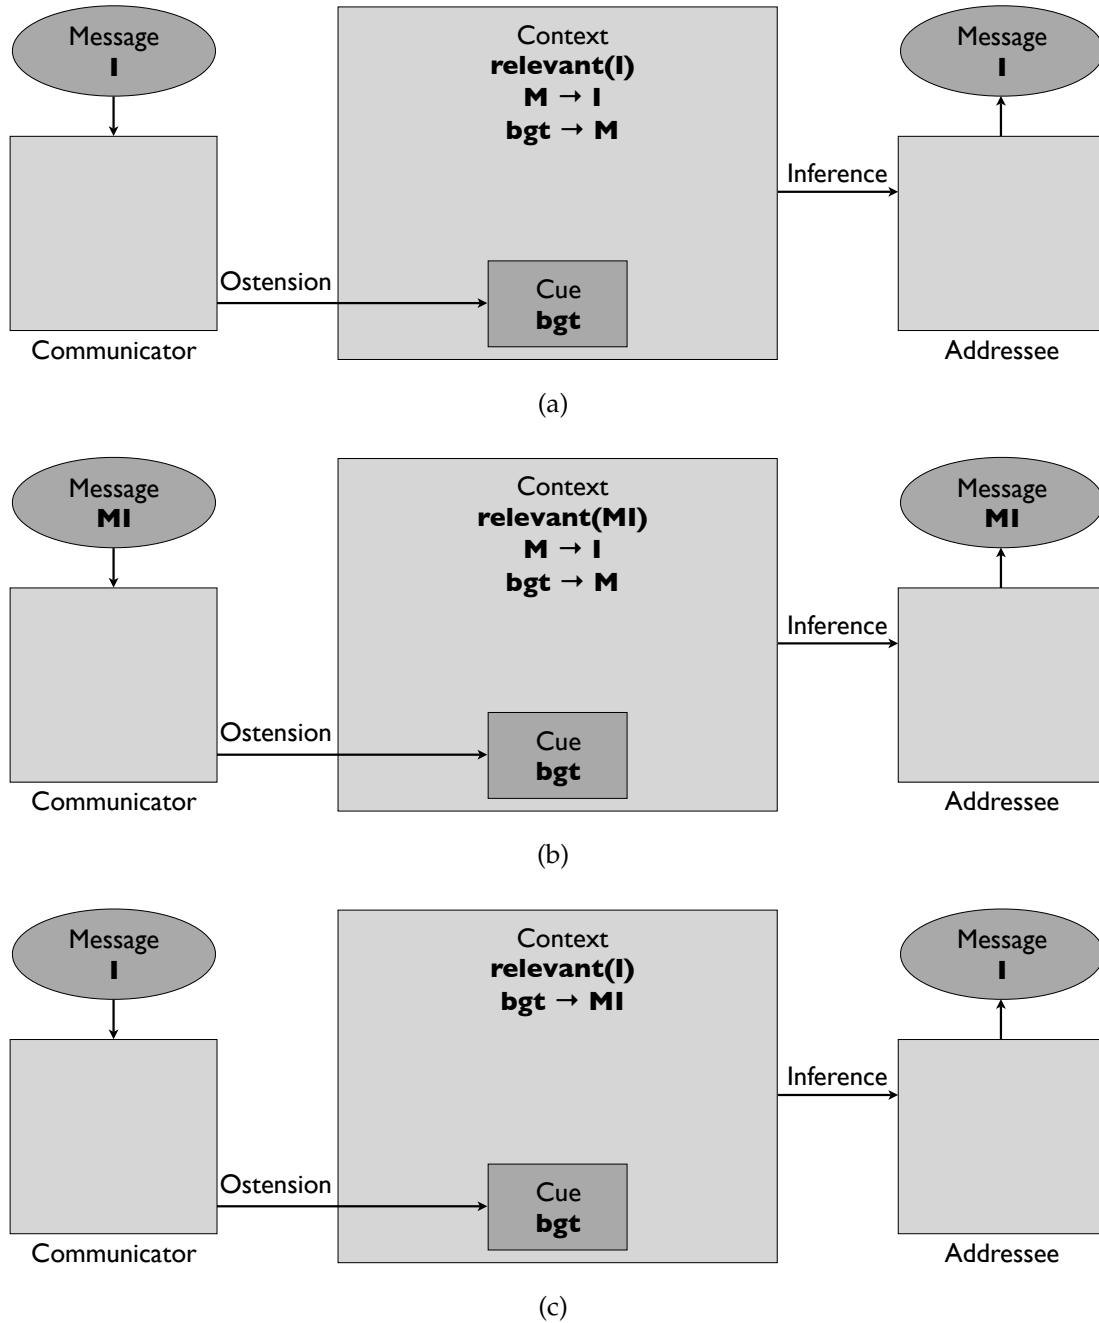 Message
I
Context
relevant(I)
M → I
bgt → M
Message
I
Inference
Ostension
Cue
bgt
Communicator
Addressee
(a)
Message
MI
Context
relevant(MI)
M → I
bgt → M
Message
MI
Inference
Ostension
Cue
bgt
Communicator
Addressee
(b)
Message
I
Context
relevant(I)
bgt → MI
Message
I
Inference
Ostension
Cue
bgt
Communicator
Addressee
(c)